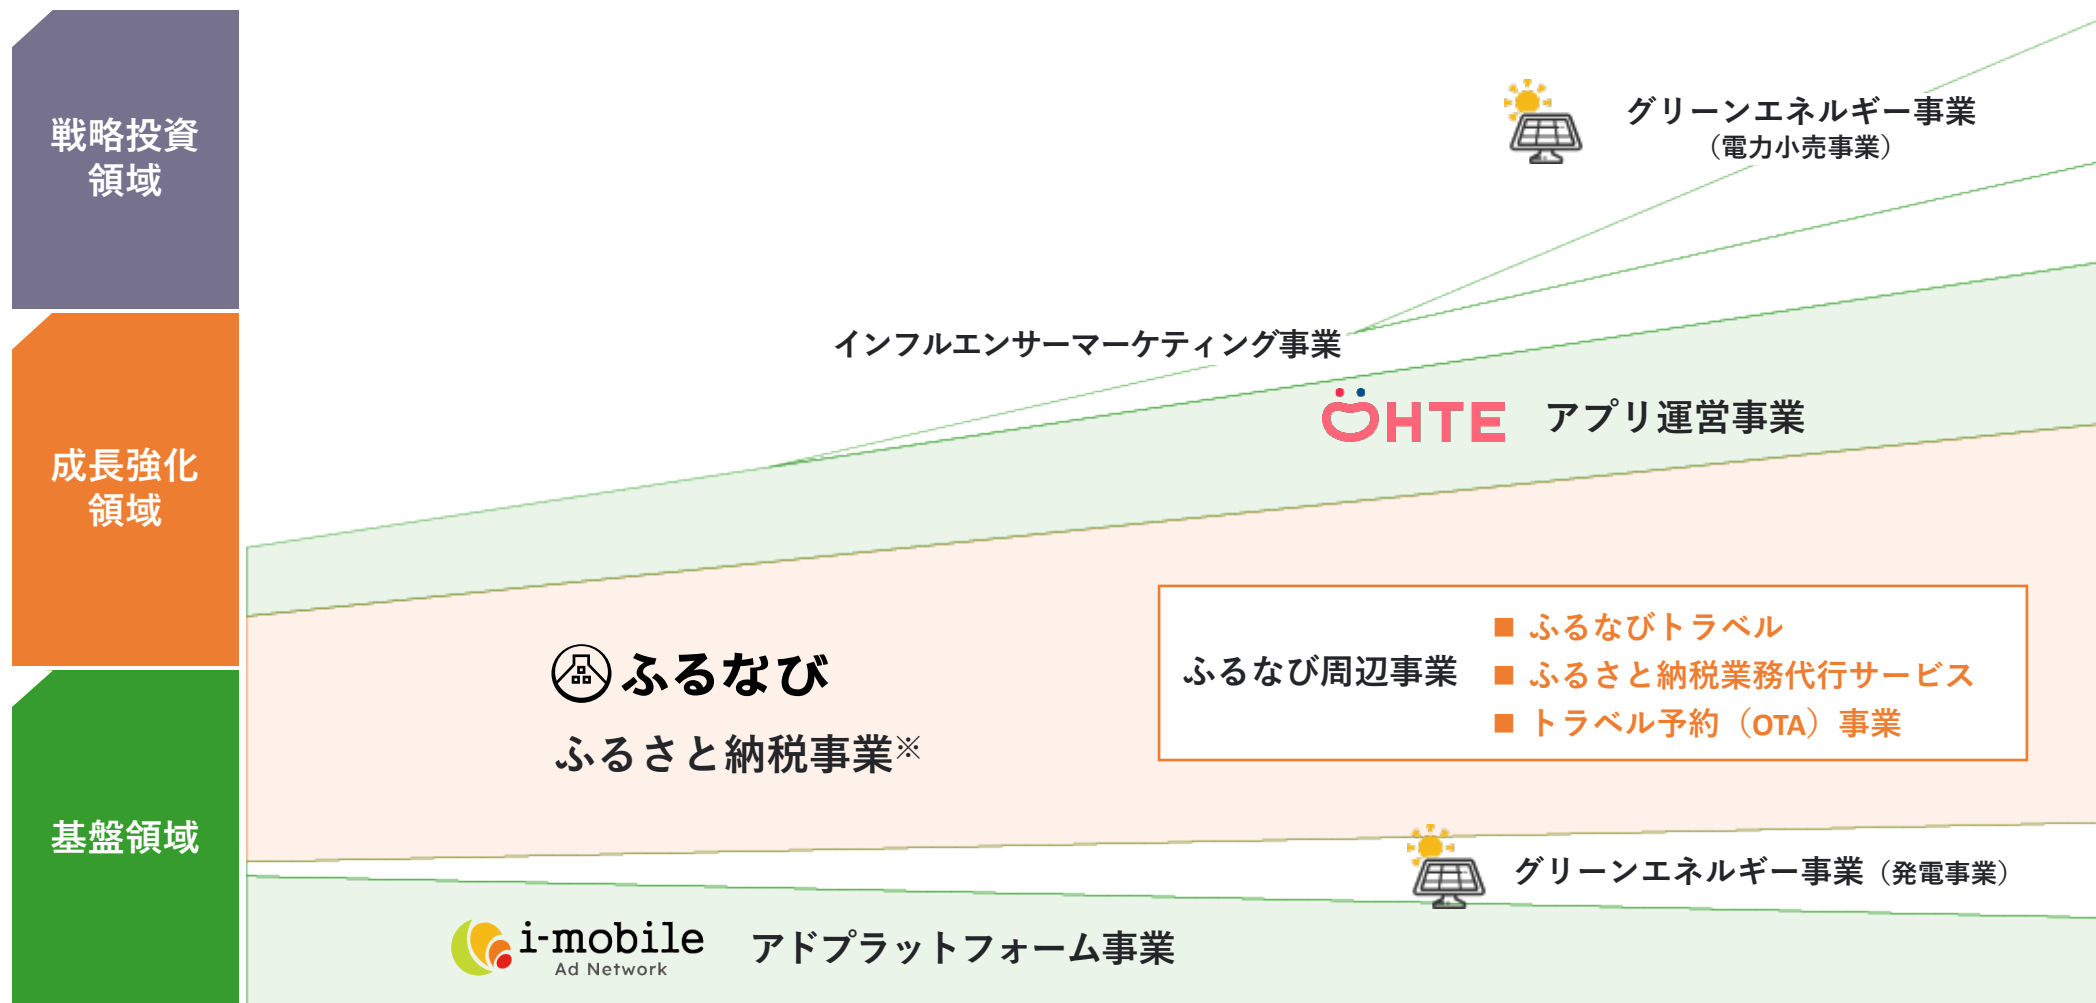 戦略投資
領域
グリーンエネルギー事業
（電力小売事業）
インフルエンサーマーケティング事業
成長強化
領域
ÖHTE アプリ運営事業
ふるなび
ふるさと納税事業※
ふるなび周辺事業
■ ふるなびトラベル
■ ふるさと納税業務代行サービス
■ トラベル予約（OTA）事業
基盤領域
グリーンエネルギー事業（発電事業）
i-mobile
Ad Network
アドプラットフォーム事業